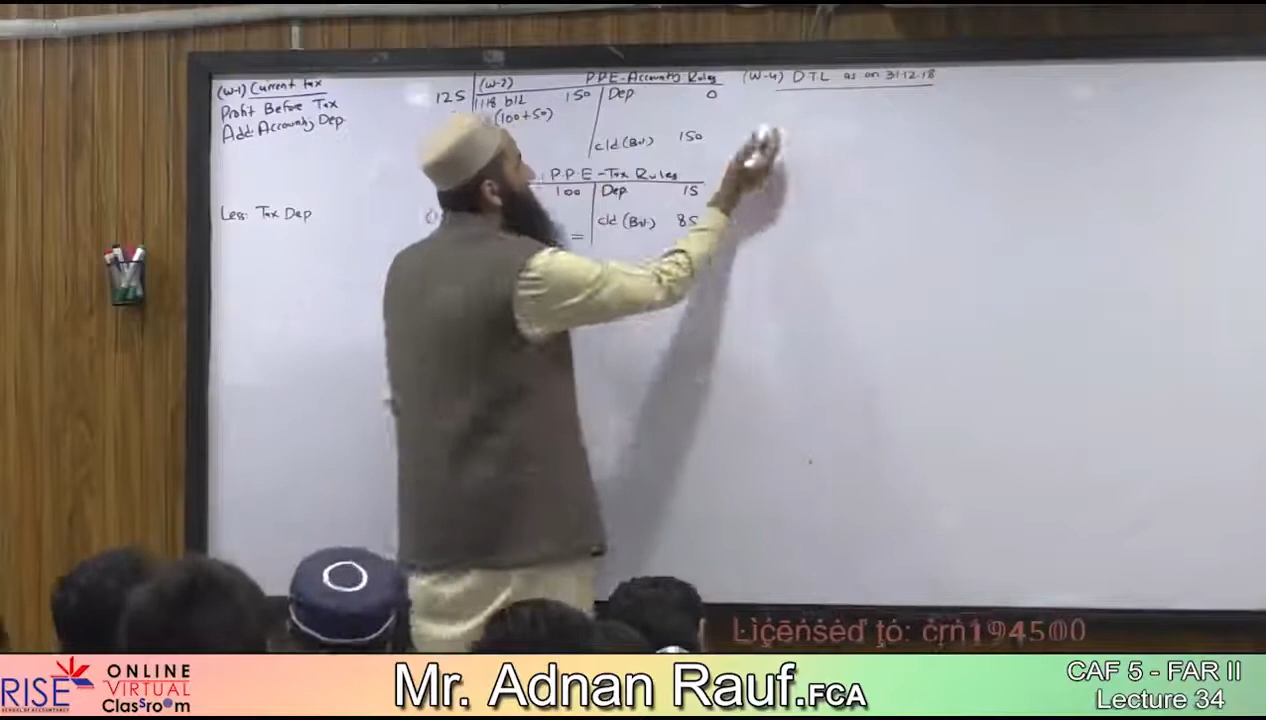 (W-1) Current tax
Profit Before Tax 125
Add: Accounting Dep
Less: Tax Dep
(W-2) P.P.E-Accounting Rules
1.1.18 b/d 150 Dep 0
(100+50)
c/d (Bal.) 150
P.P.E-Tax Rules
100 Dep 15
c/d (Bal.) 85
=
(W-4) DTL as on 31.12.18
Licensed to: crn194500
RISE
SCHOOL OF ACCOUNTANCY
ONLINE
VIRTUAL
Classroom
Mr. Adnan Rauf.FCA
CAF 5 - FAR II
Lecture 34